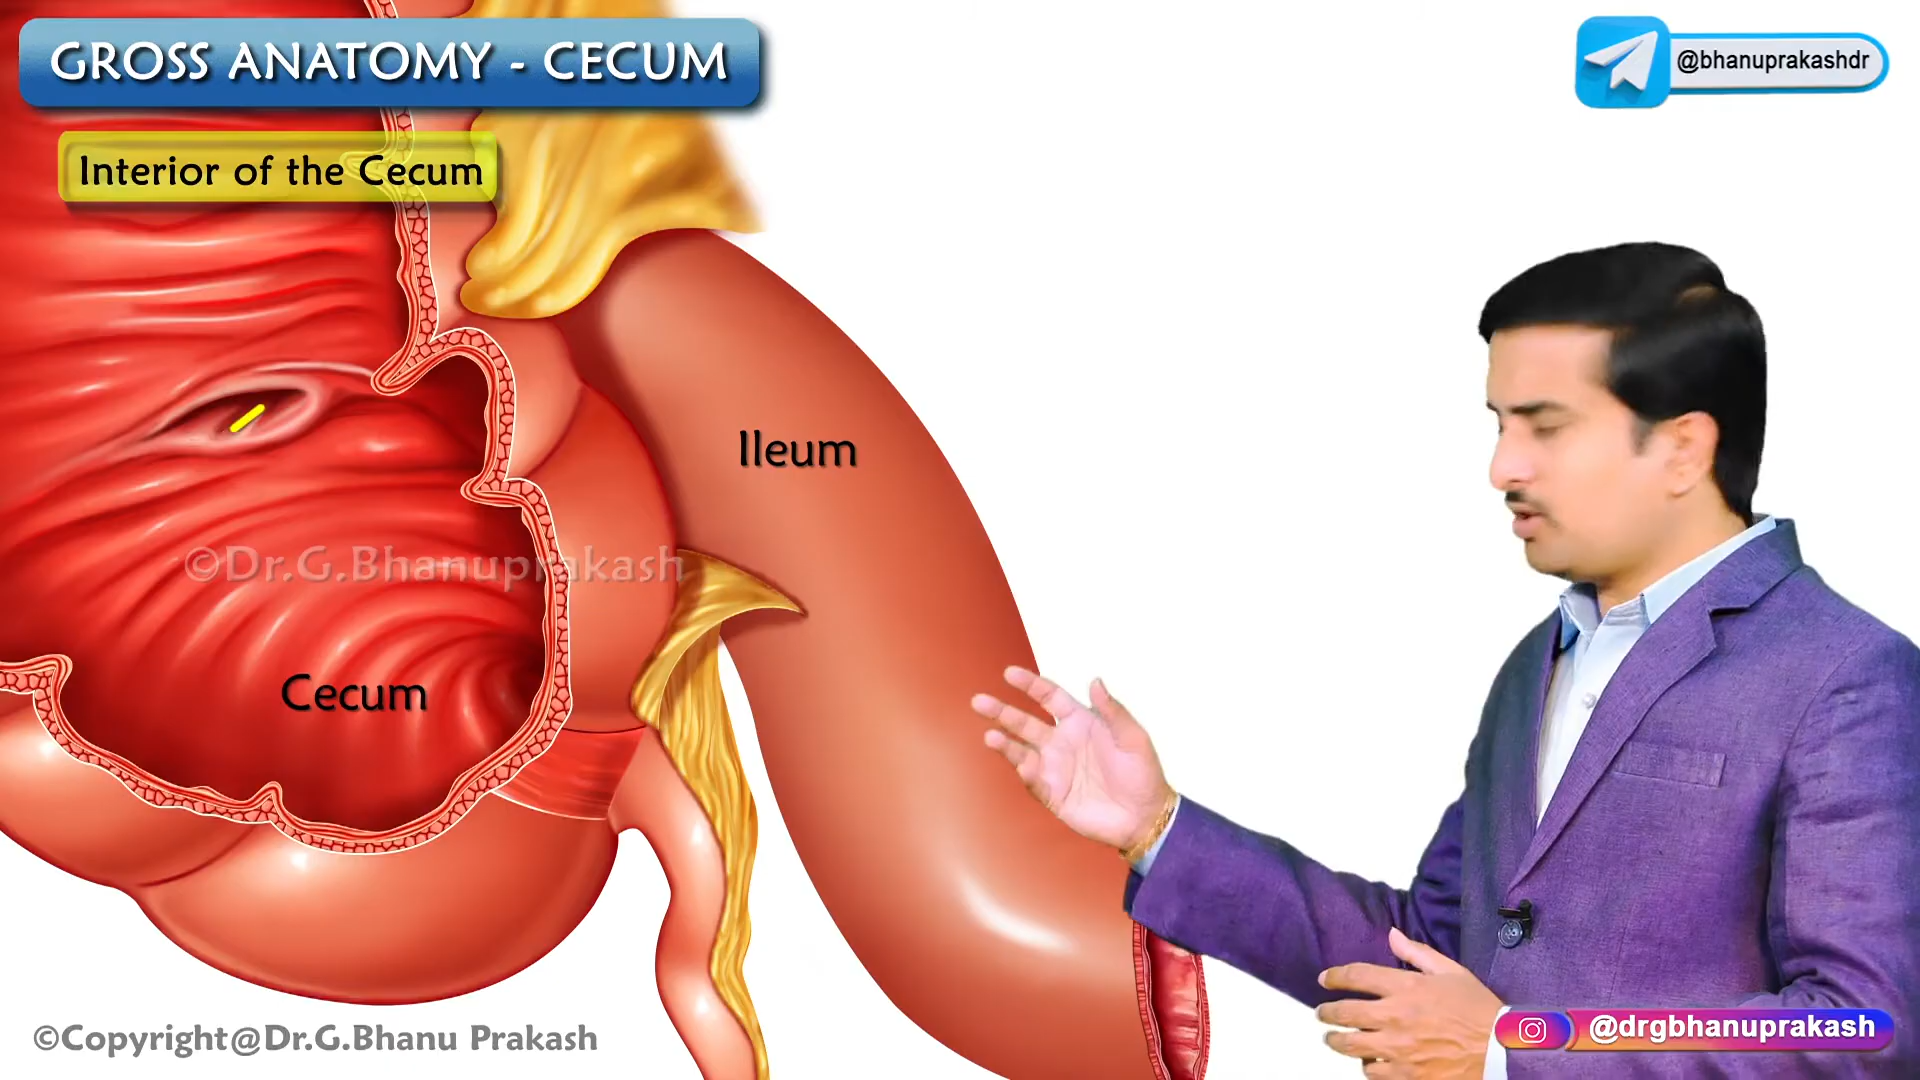 GROSS ANATOMY - CECUM
@bhanuprakashdr
Interior of the Cecum
Ileum
©Dr.G.Bhanuprakash
Cecum
©Copyright@Dr.G.Bhanu Prakash
@drgbhanuprakash